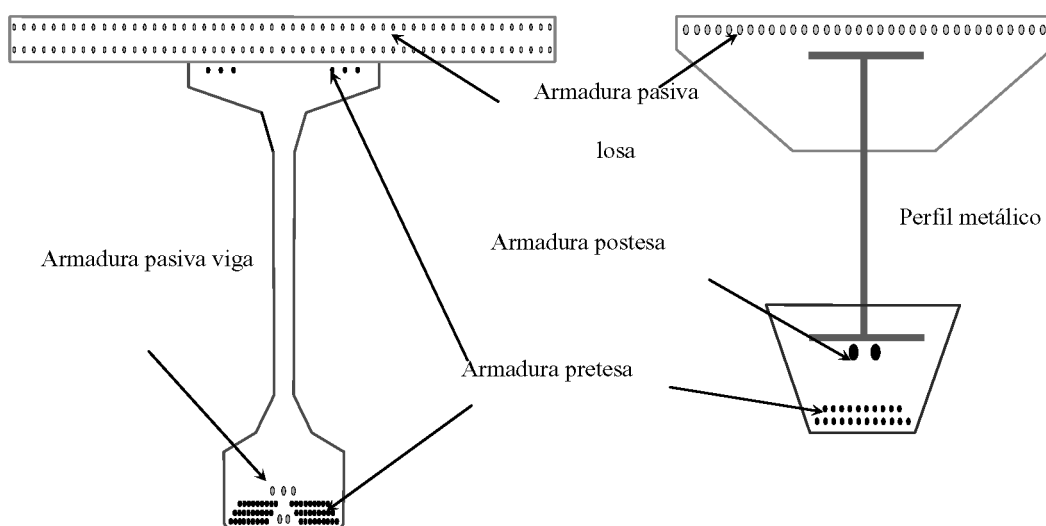 Armadura pasiva
losa
Perfil metálico
Armadura postesa
Armadura pasiva viga
Armadura pretesa